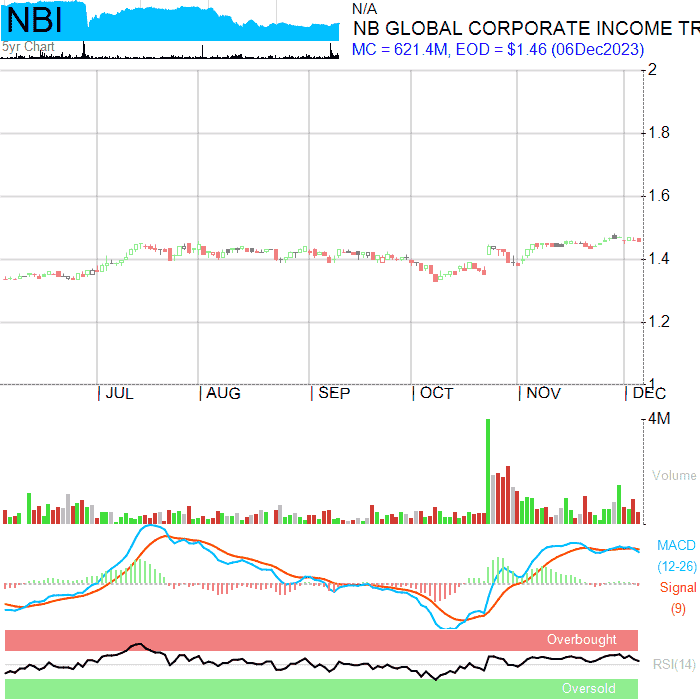 NBI
5yr Chart
N/A
NB GLOBAL CORPORATE INCOME TR
MC = 621.4M, EOD = $1.46 (06Dec2023)
2
1.8
1.6
1.4
1.2
1
| JUL | AUG | SEP | OCT | NOV | DEC
4M
Volume
MACD
(12-26)
Signal
(9)
Overbought
RSI(14)
Oversold